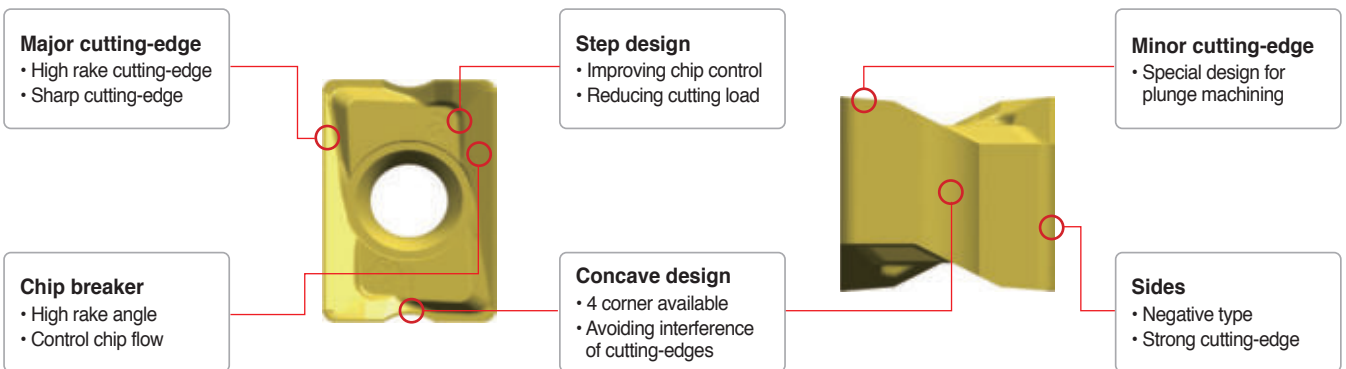 Major cutting-edge
• High rake cutting-edge
• Sharp cutting-edge
Step design
• Improving chip control
• Reducing cutting load
Minor cutting-edge
• Special design for
plunge machining
Chip breaker
• High rake angle
• Control chip flow
Concave design
• 4 corner available
• Avoiding interference
of cutting-edges
Sides
• Negative type
• Strong cutting-edge